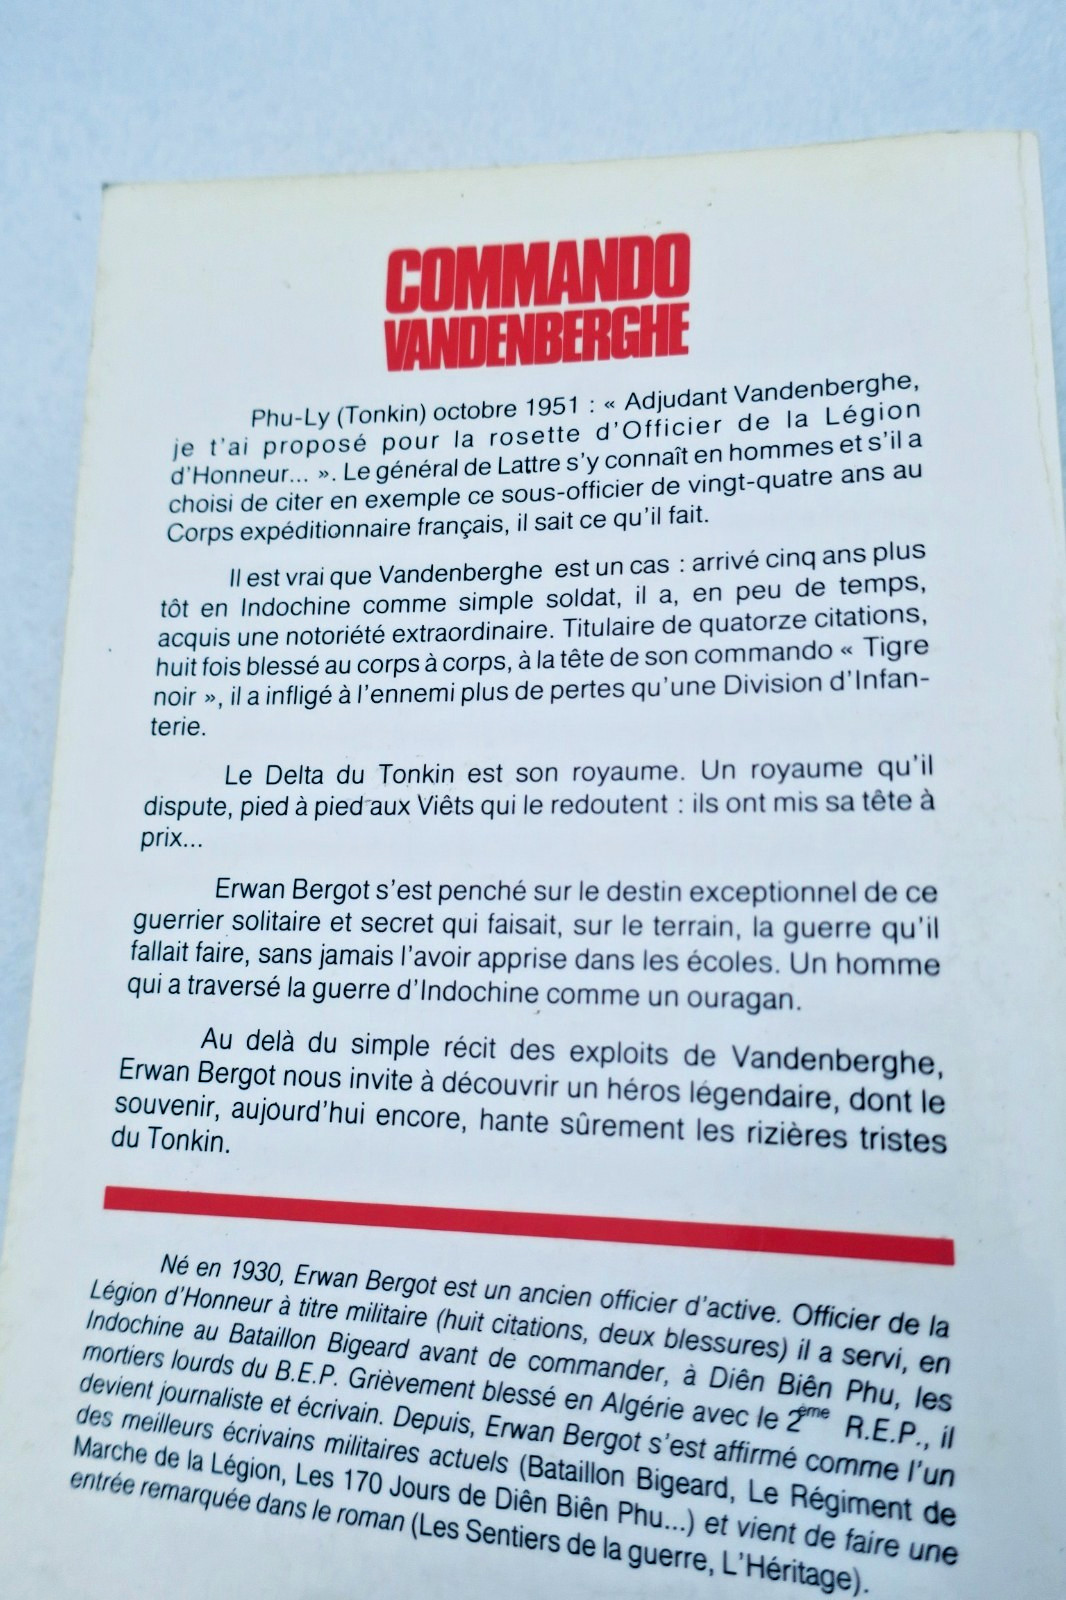 COMMANDO
VANDENBERGHE
Phu-Ly (Tonkin) octobre 1951 : « Adjudant Vandenberghe,
je t'ai proposé pour la rosette d'Officier de la Légion
d'Honneur... ». Le général de Lattre s'y connaît en hommes et s'il a
choisi de citer en exemple ce sous-officier de vingt-quatre ans au
Corps expéditionnaire français, il sait ce qu'il fait.
Il est vrai que Vandenberghe est un cas : arrivé cinq ans plus
tôt en Indochine comme simple soldat, il a, en peu de temps,
acquis une notoriété extraordinaire. Titulaire de quatorze citations,
huit fois blessé au corps à corps, à la tête de son commando « Tigre
noir », il a infligé à l'ennemi plus de pertes qu'une Division d'Infan-
terie.
Le Delta du Tonkin est son royaume. Un royaume qu'il
dispute, pied à pied aux Viêts qui le redoutent : ils ont mis sa tête à
prix...
Erwan Bergot s'est penché sur le destin exceptionnel de ce
guerrier solitaire et secret qui faisait, sur le terrain, la guerre qu'il
fallait faire, sans jamais l'avoir apprise dans les écoles. Un homme
qui a traversé la guerre d'Indochine comme un ouragan.
Au delà du simple récit des exploits de Vandenberghe,
Erwan Bergot nous invite à découvrir un héros légendaire, dont le
souvenir, aujourd'hui encore, hante sûrement les rizières tristes
du Tonkin.
Né en 1930, Erwan Bergot est un ancien officier d'active. Officier de la
Légion d'Honneur à titre militaire (huit citations, deux blessures) il a servi, en
Indochine au Bataillon Bigeard avant de commander, à Diên Biên Phu, les
mortiers lourds du B.E.P. Grièvement blessé en Algérie avec le 2ème R.E.P., il
devient journaliste et écrivain. Depuis, Erwan Bergot s'est affirmé comme l'un
des meilleurs écrivains militaires actuels (Bataillon Bigeard, Le Régiment de
Marche de la Légion, Les 170 Jours de Diên Biên Phu...) et vient de faire une
entrée remarquée dans le roman (Les Sentiers de la guerre, L'Héritage).